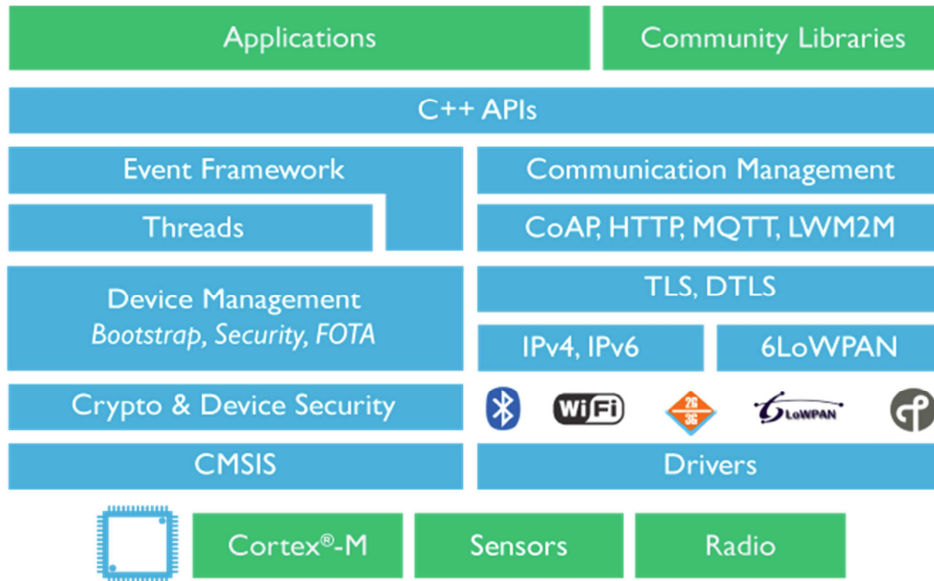 Applications
Community Libraries
C++ APIs
Event Framework
Communication Management
Threads
CoAP, HTTP, MQTT, LWM2M
Device Management
Bootstrap, Security, FOTA
TLS, DTLS
IPv4, IPv6
6LoWPAN
Crypto & Device Security
WiFi
2G
3G
6LoWPAN
CMSIS
Drivers
Cortex®-M
Sensors
Radio